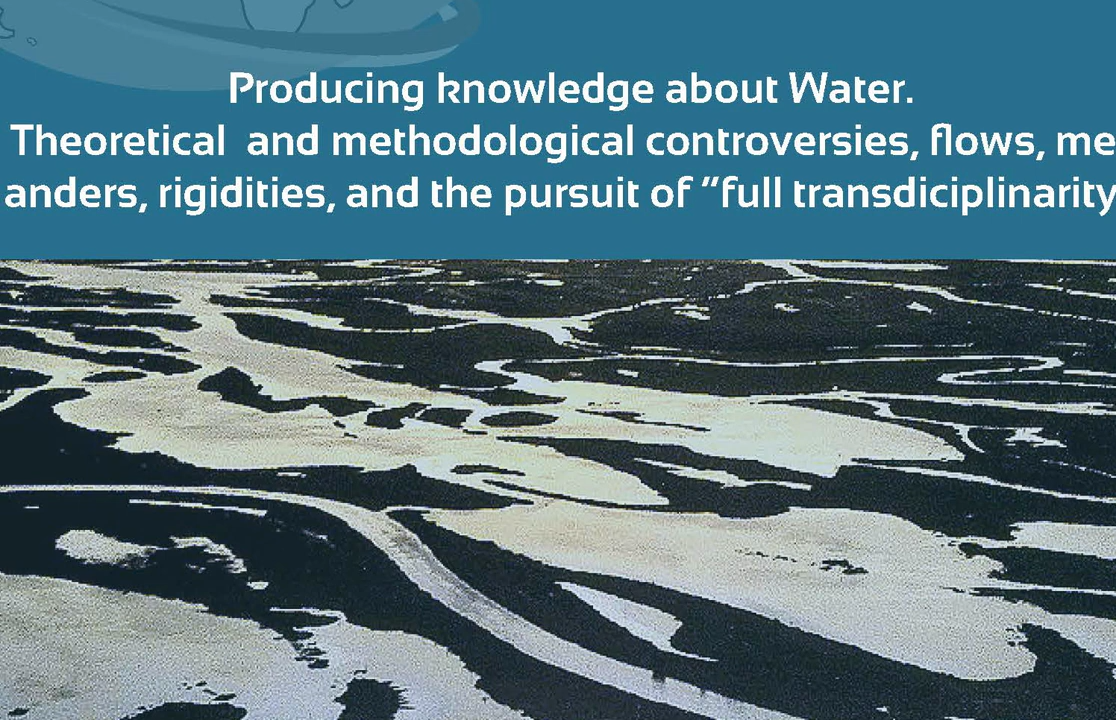 Producing knowledge about Water.
Theoretical and methodological controversies, flows, me
anders, rigidities, and the pursuit of "full transdiciplinarity